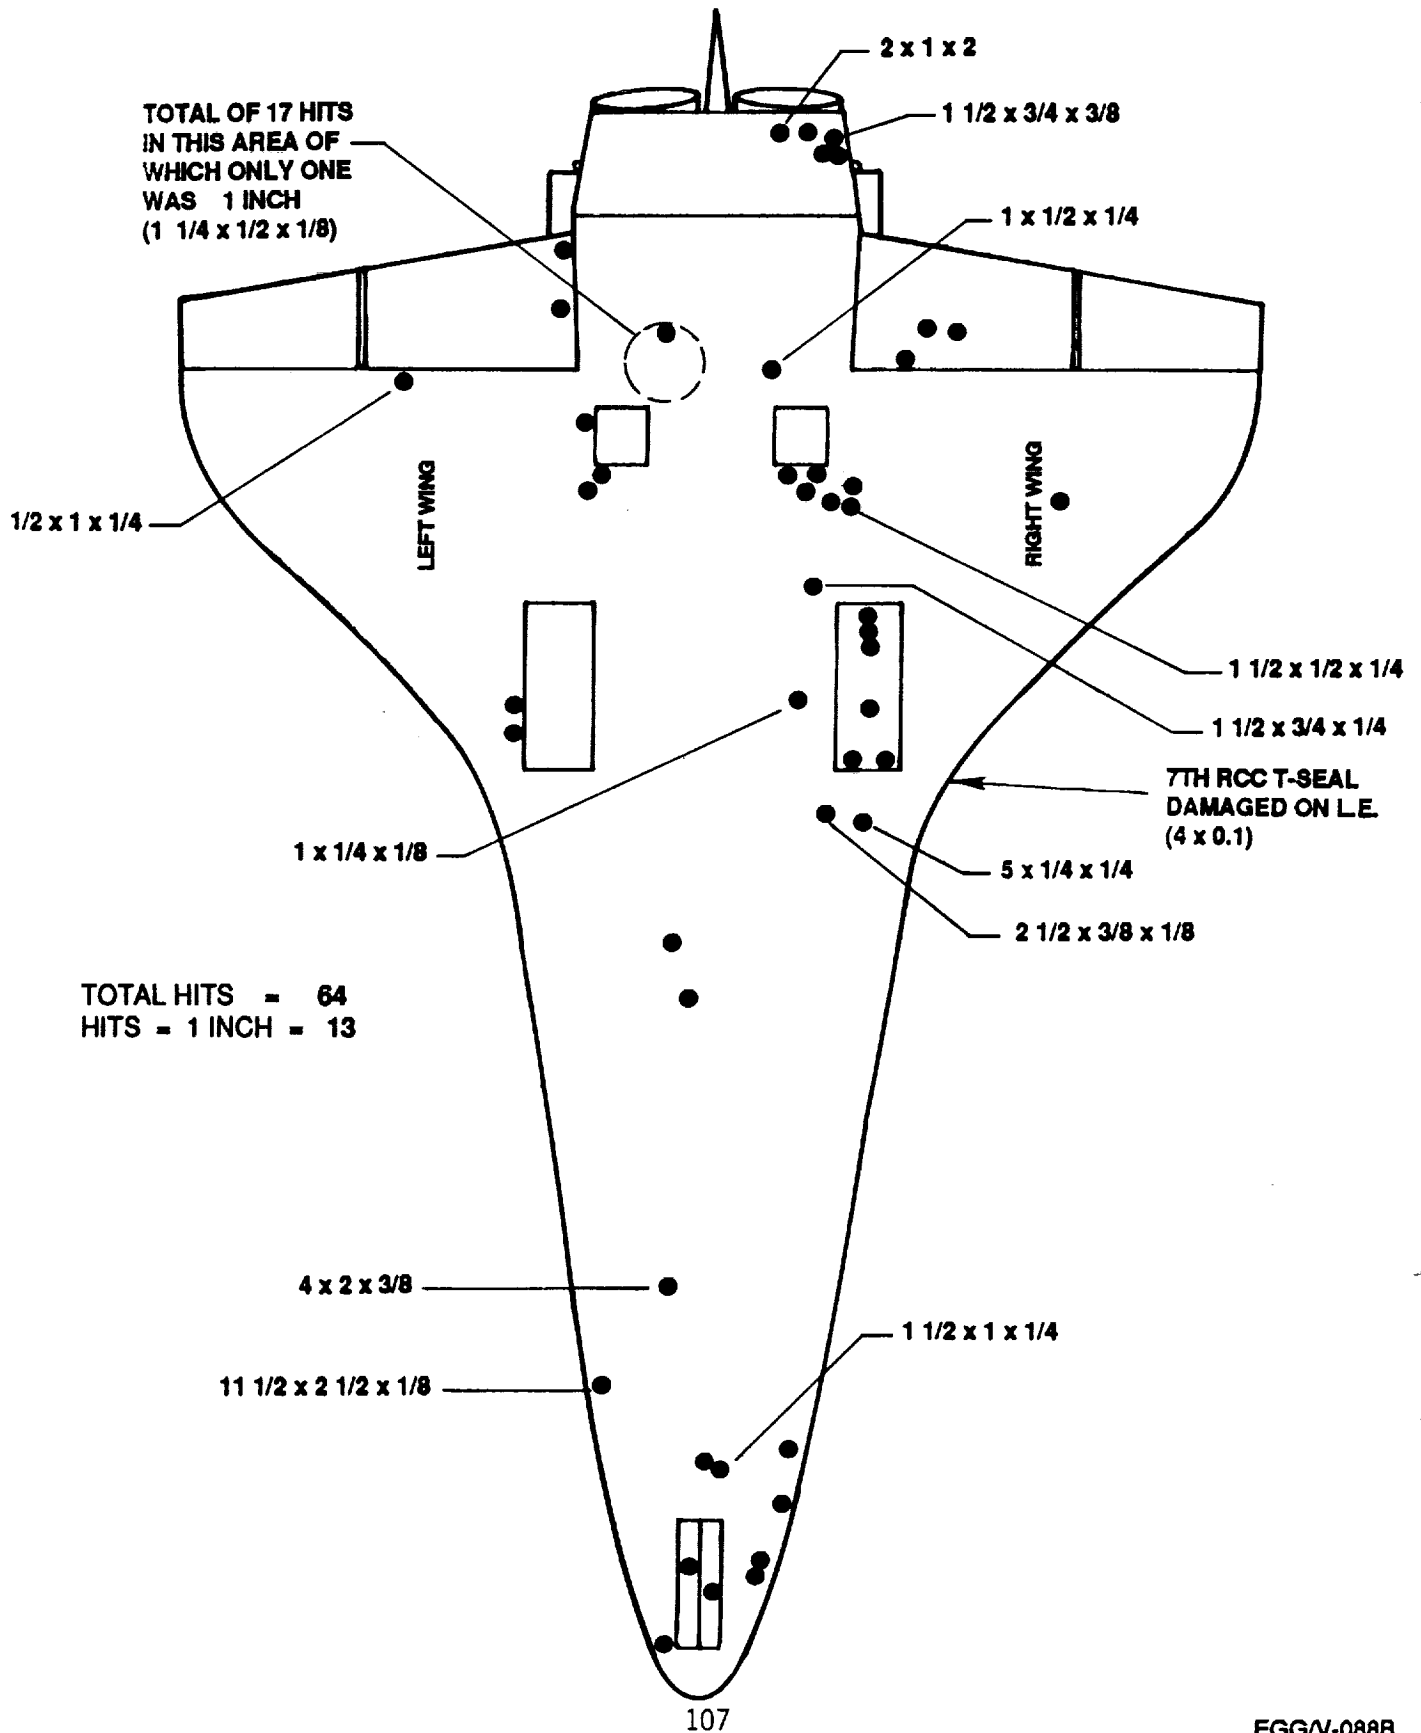 2 x 1 x 2
TOTAL OF 17 HITS
IN THIS AREA OF
WHICH ONLY ONE
WAS 1 INCH
(1 1/4 x 1/2 x 1/8)
1 1/2 x 3/4 x 3/8
1 x 1/2 x 1/4
1/2 x 1 x 1/4
LEFT WING
RIGHT WING
1 1/2 x 1/2 x 1/4
1 1/2 x 3/4 x 1/4
7TH RCC T-SEAL
DAMAGED ON L.E.
(4 x 0.1)
1 x 1/4 x 1/8
5 x 1/4 x 1/4
2 1/2 x 3/8 x 1/8
TOTAL HITS = 64
HITS = 1 INCH = 13
4 x 2 x 3/8
1 1/2 x 1 x 1/4
11 1/2 x 2 1/2 x 1/8
107
EGG/V-088B